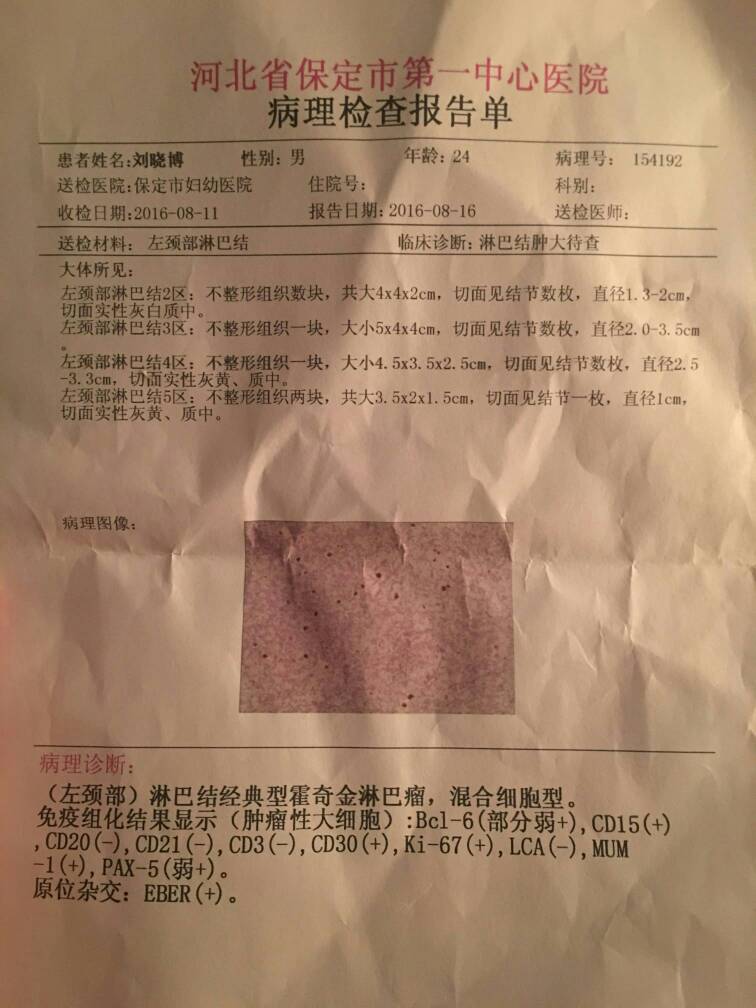 河北省保定市第一中心医院
病理检查报告单
患者姓名:刘晓博 性别: 男 年龄: 24 病理号: 154192
送检医院:保定市妇幼医院 住院号: 科别:
收检日期:2016-08-11 报告日期:2016-08-16 送检医师:
送检材料: 左颈部淋巴结 临床诊断: 淋巴结肿大待查
大体所见:
左颈部淋巴结2区: 不整形组织数块, 共大4x4x2cm, 切面见结节数枚, 直径1.3-2cm,
切面实性灰白质中。
左颈部淋巴结3区: 不整形组织一块, 大小5x4x4cm, 切面见结节数枚, 直径2.0-3.5cm
。
左颈部淋巴结4区: 不整形组织一块, 大小4.5x3.5x2.5cm, 切面见结节数枚, 直径2.5
-3.3cm, 切面实性灰黄、质中。
左颈部淋巴结5区: 不整形组织两块, 共大3.5x2x1.5cm, 切面见结节一枚, 直径1cm,
切面实性灰黄、质中。
病理图像:
病理诊断:
（左颈部）淋巴结经典型霍奇金淋巴瘤, 混合细胞型。
免疫组化结果显示（肿瘤性大细胞）:Bcl-6(部分弱+),CD15(+)
,CD20(-),CD21(-),CD3(-),CD30(+),Ki-67(+),LCA(-),MUM
-1(+),PAX-5(弱+)。
原位杂交: EBER(+)。